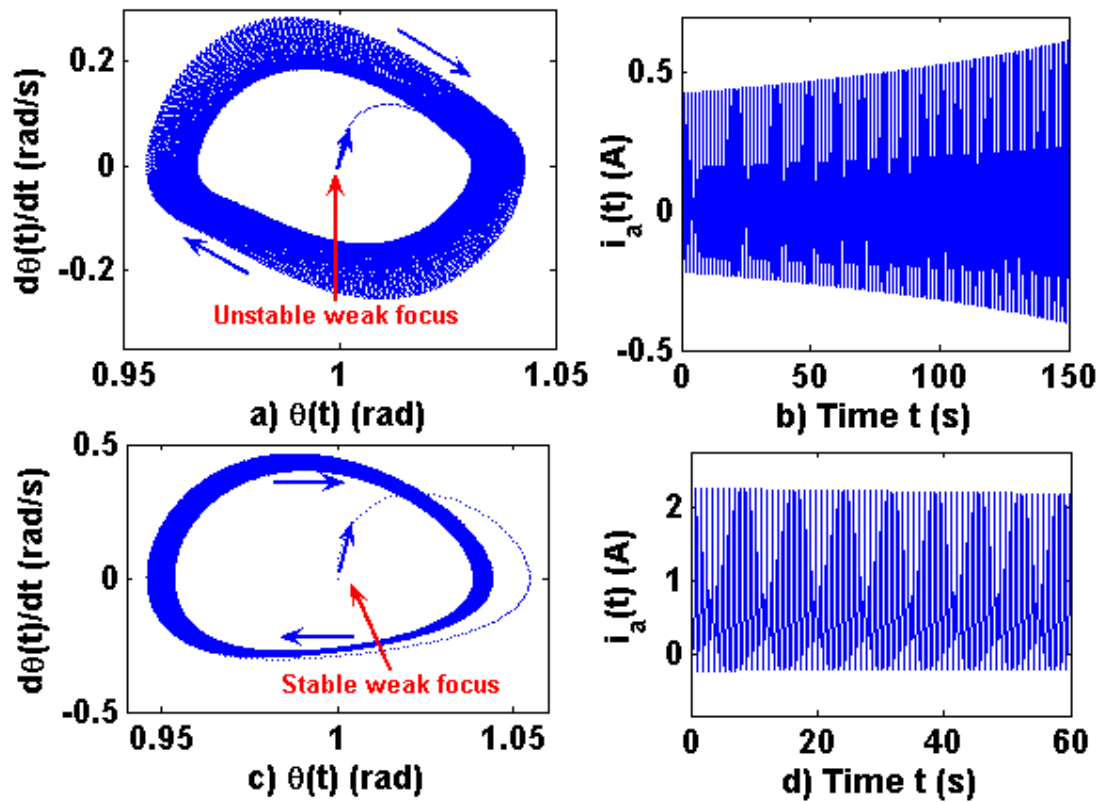 dθ(t)/dt (rad/s)
0.2
0
-0.2
Unstable weak focus
0.95
1
1.05
a) θ(t) (rad)
i_a(t) (A)
0.5
0
-0.5
0
50
100
150
b) Time t (s)
dθ(t)/dt (rad/s)
0.5
0
-0.5
Stable weak focus
0.95
1
1.05
c) θ(t) (rad)
i_a(t) (A)
2
1
0
0
20
40
60
d) Time t (s)